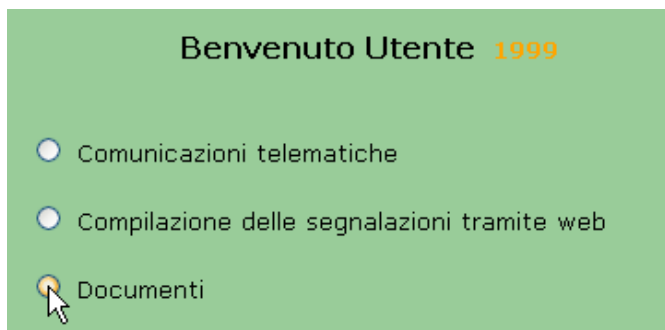 Benvenuto Utente 1999
Comunicazioni telematiche
Compilazione delle segnalazioni tramite web
Documenti